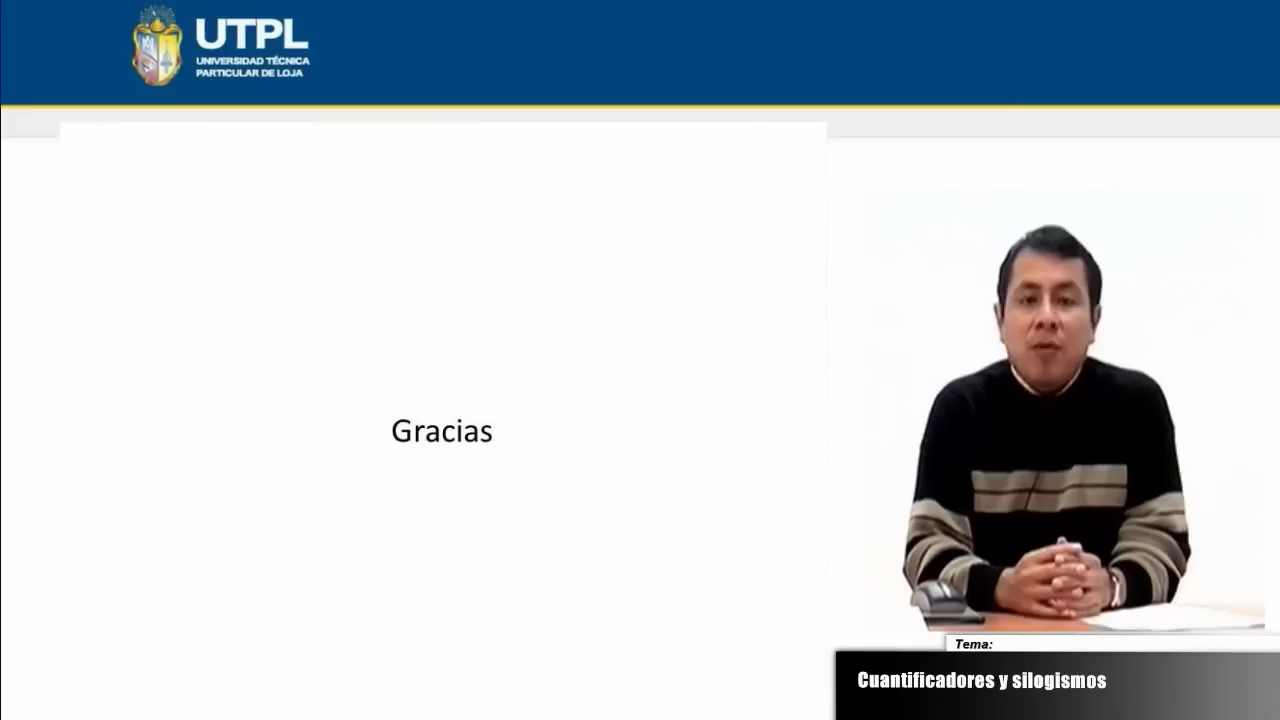 UTPL
UNIVERSIDAD TÉCNICA
PARTICULAR DE LOJA
Gracias
Tema:
Cuantificadores y silogismos